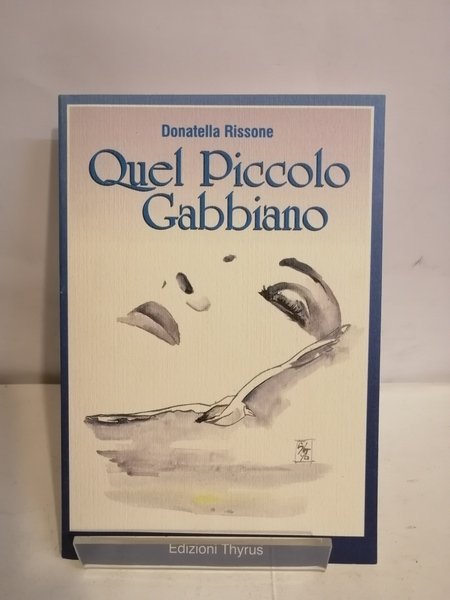 Donatella Rissone
Quel Piccolo
Gabbiano
Edizioni Thyrus